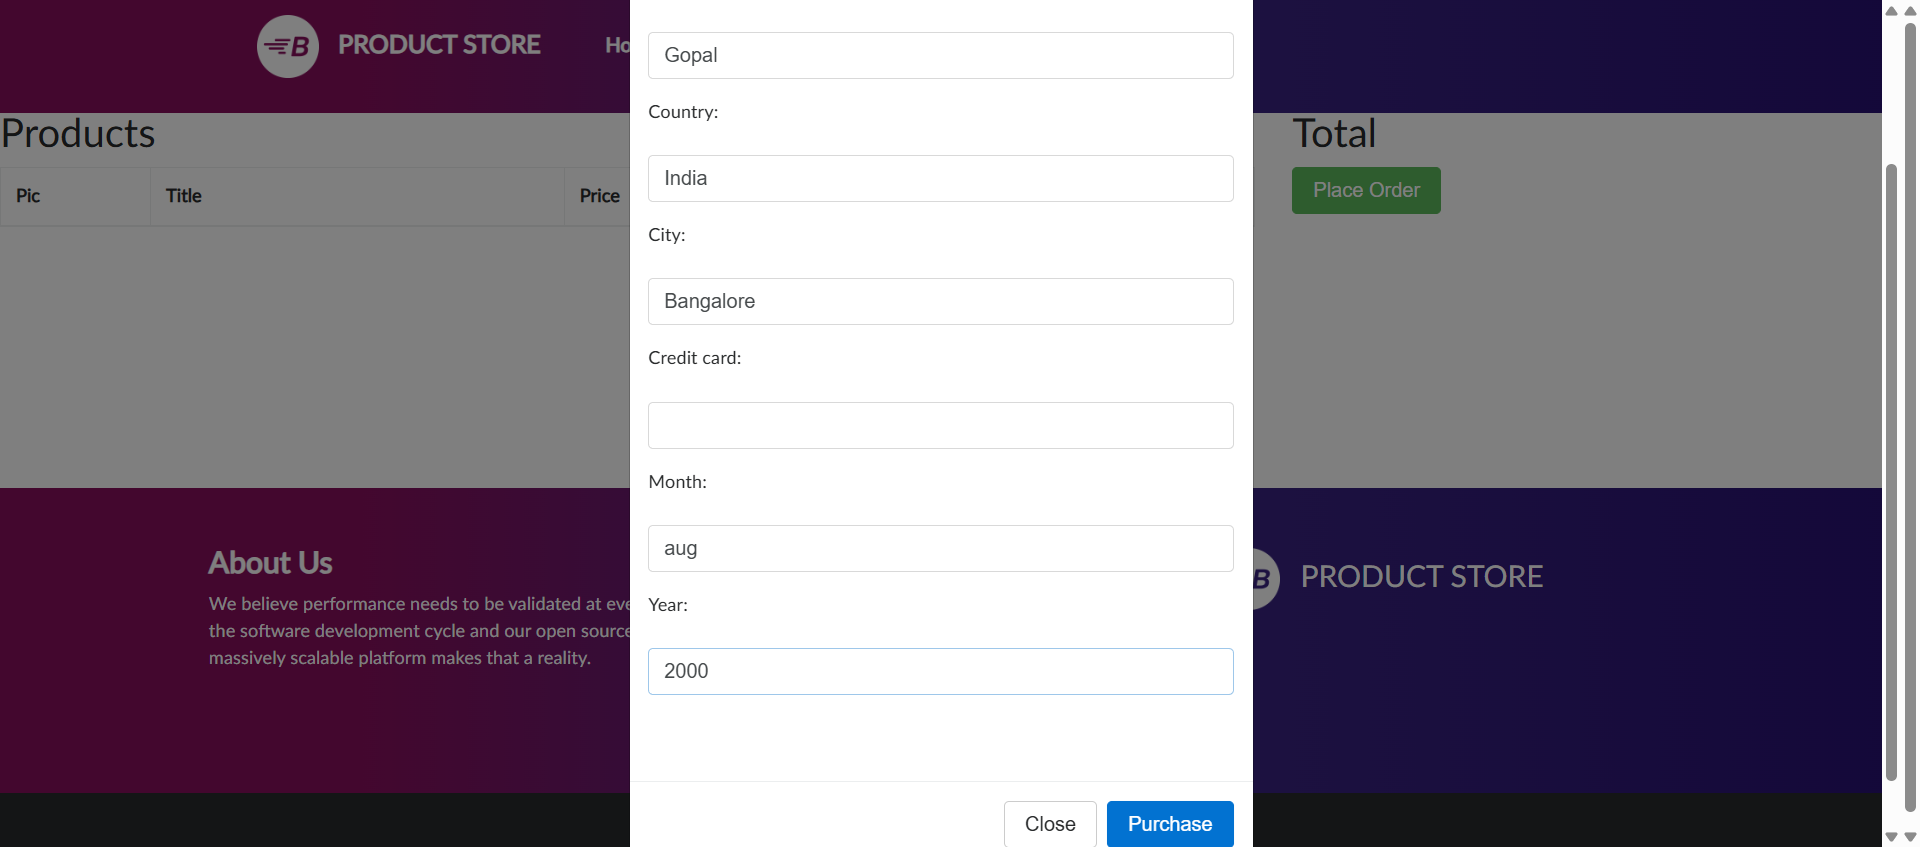 B PRODUCT STORE Ho
Gopal
Country:
Products
Total
India
Pic Title Price
Place Order
City:
Bangalore
Credit card:
Month:
aug
About Us
B PRODUCT STORE
We believe performance needs to be validated at eve
the software development cycle and our open source
massively scalable platform makes that a reality.
Year:
2000
Close Purchase